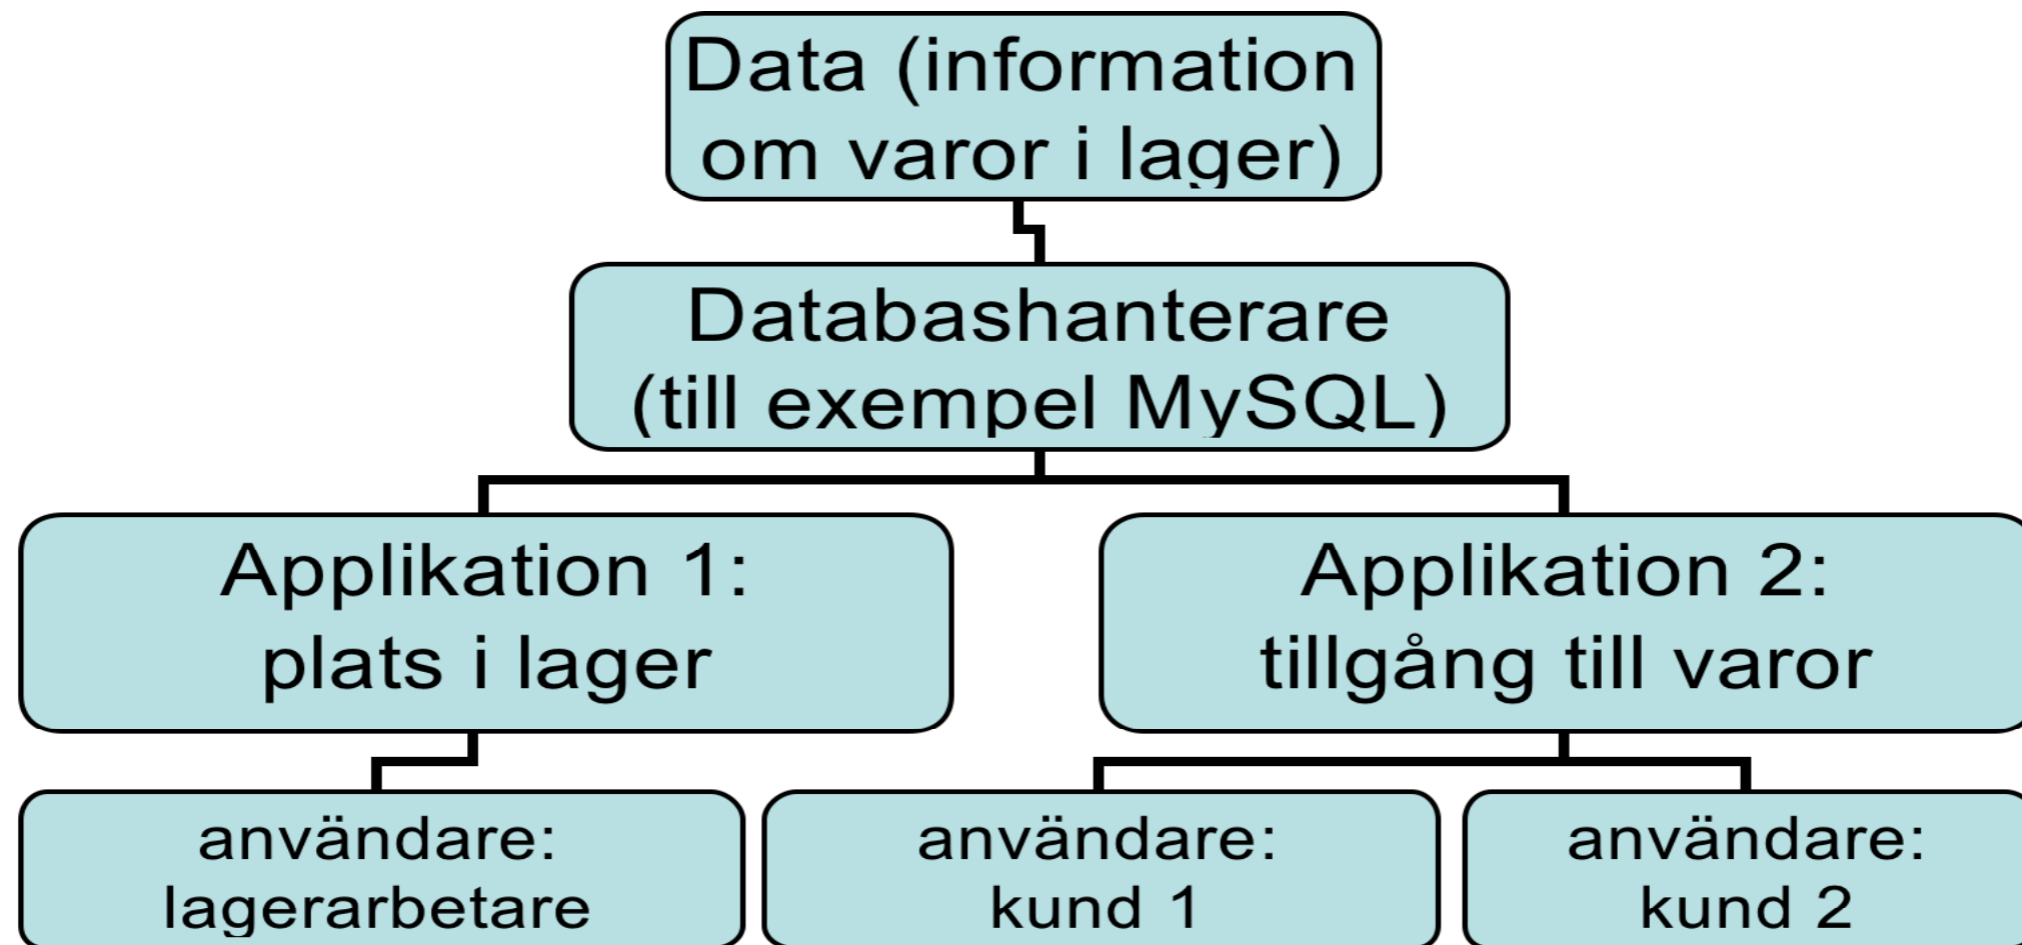 Data (information
om varor i lager)
Databashanterare
(till exempel MySQL)
Applikation 1:
plats i lager
Applikation 2:
tillgång till varor
användare:
lagerarbetare
användare:
kund 1
användare:
kund 2